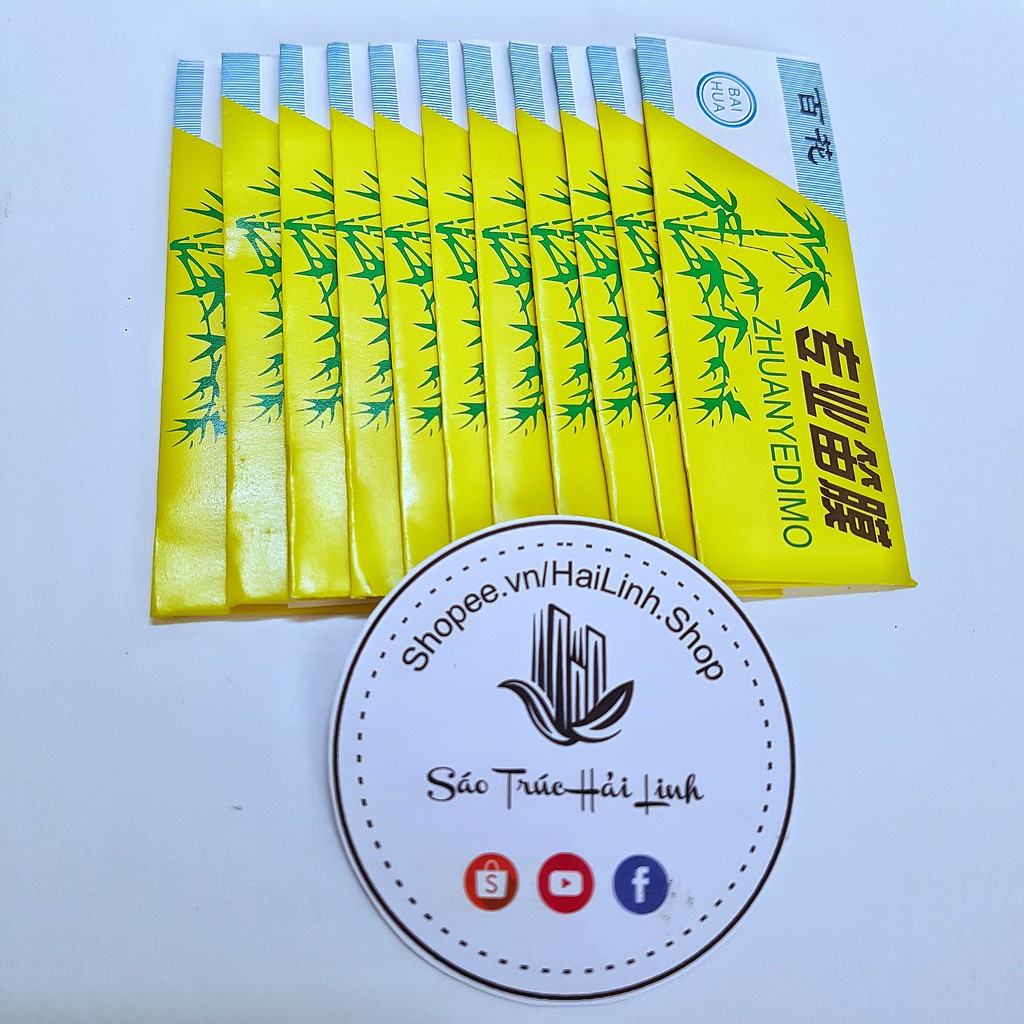 BAI
HUA
百花
专业笛膜
ZHUANYEDIMO
Shopee.vn/HaiLinh.Shop
Sáo Trúc Hải Linh
S
f